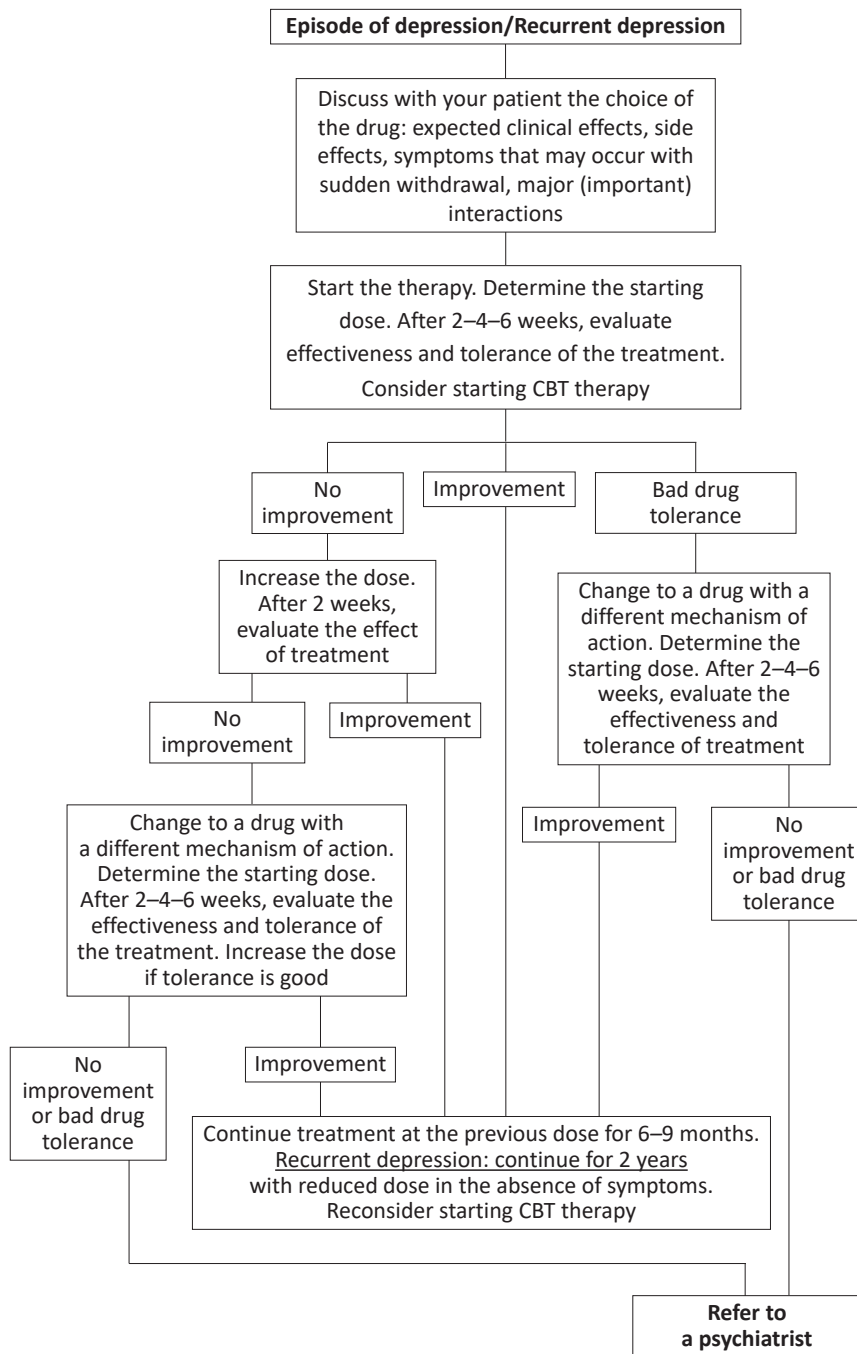 Episode of depression/Recurrent depression
Discuss with your patient the choice of
the drug: expected clinical effects, side
effects, symptoms that may occur with
sudden withdrawal, major (important)
interactions
Start the therapy. Determine the starting
dose. After 2–4–6 weeks, evaluate
effectiveness and tolerance of the treatment.
Consider starting CBT therapy
No
improvement
Improvement
Bad drug
tolerance
Increase the dose.
After 2 weeks,
evaluate the effect
of treatment
Change to a drug with a
different mechanism of
action. Determine the
starting dose. After 2–4–6
weeks, evaluate the
effectiveness and
tolerance of treatment
No
improvement
Improvement
Change to a drug with
a different mechanism of action.
Determine the starting dose.
After 2–4–6 weeks, evaluate the
effectiveness and tolerance of
the treatment. Increase the dose
if tolerance is good
Improvement
No
improvement
or bad drug
tolerance
No
improvement
or bad drug
tolerance
Improvement
Continue treatment at the previous dose for 6–9 months.
Recurrent depression: continue for 2 years
with reduced dose in the absence of symptoms.
Reconsider starting CBT therapy
Refer to
a psychiatrist